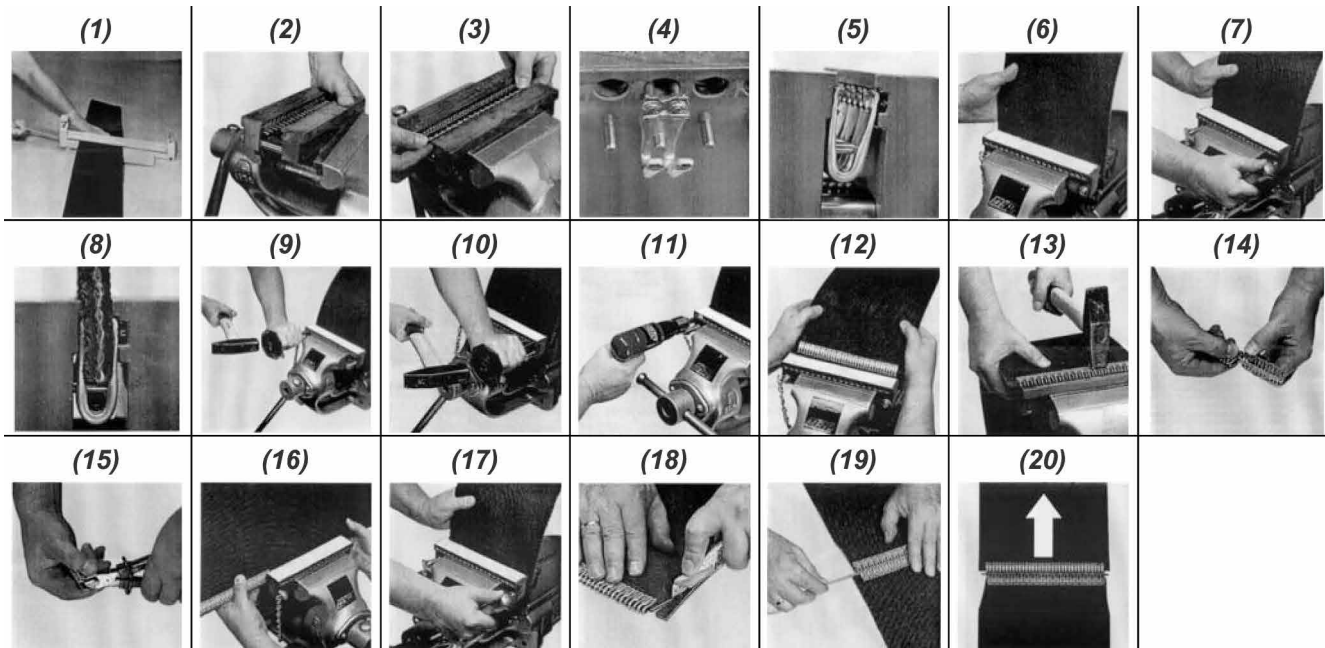 (1) (2) (3) (4) (5) (6) (7)
(8) (9) (10) (11) (12) (13) (14)
(15) (16) (17) (18) (19) (20)